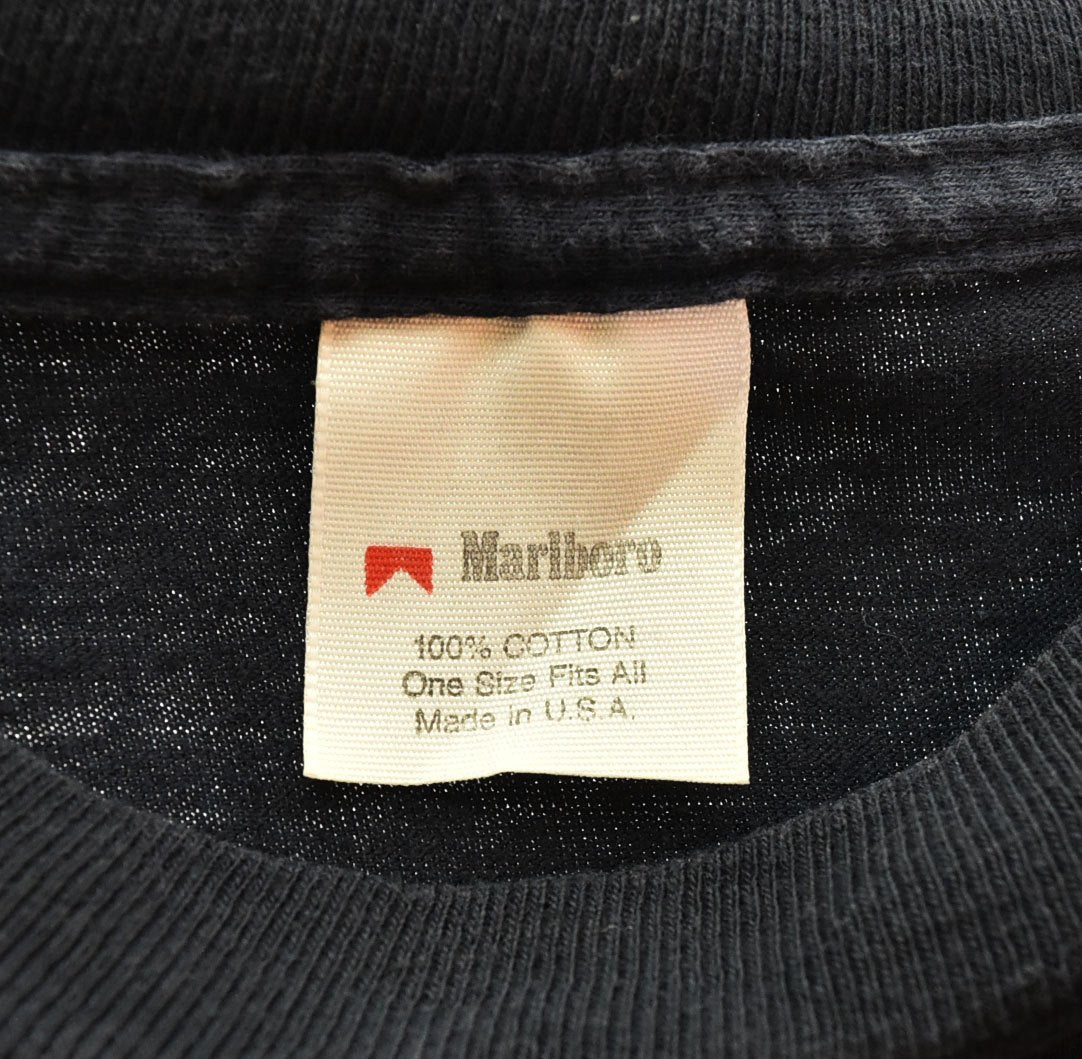 Marlboro
100% COTTON
One Size Fits All
Made in U.S.A.